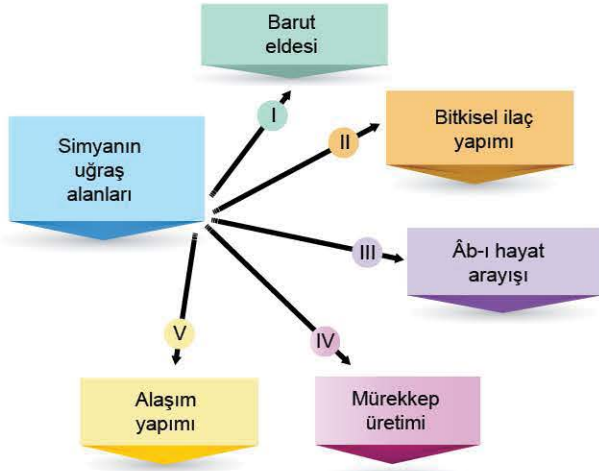 Barut
eldesi
Simyanın
uğraş
alanları
I
Bitkisel ilaç
yapımı
II
Âb-ı hayat
arayışı
III
IV
V
Alaşım
yapımı
Mürekkep
üretimi